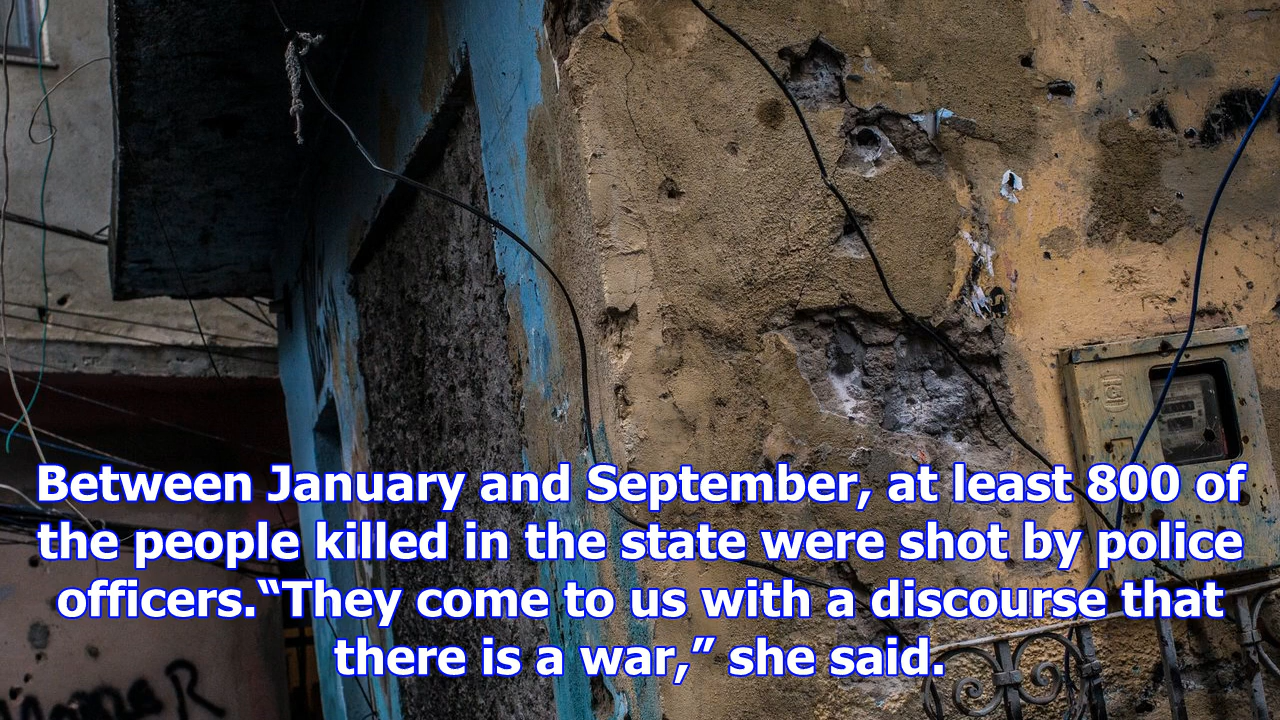 Between January and September, at least 800 of
the people killed in the state were shot by police
officers.“They come to us with a discourse that
there is a war,” she said.